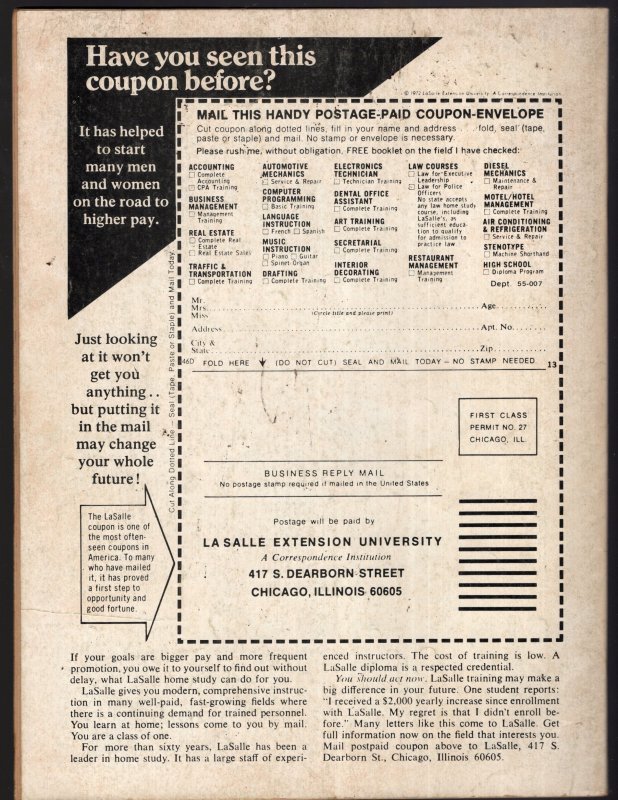 Have you seen this
coupon before?
© 1972 LaSalle Extension University A Correspondence Institution
It has helped
to start
many men
and women
on the road to
higher pay.
Just looking
at it won't
get you
anything . .
but putting it
in the mail
may change
your whole
future!
The LaSalle
coupon is one of
the most often-
seen coupons in
America. To many
who have mailed
it, it has proved
a first step to
opportunity and
good fortune.
Cut Along Dotted Line — Seal (Tape, Paste or Staple) and Mail Today.
MAIL THIS HANDY POSTAGE-PAID COUPON-ENVELOPE
Cut coupon along dotted lines, fill in your name and address . . . fold, seal (tape,
paste or staple) and mail. No stamp or envelope is necessary.
Please rush me, without obligation, FREE booklet on the field I have checked:
ACCOUNTING
Complete
Accounting
CPA Training
BUSINESS
MANAGEMENT
Management
Training
REAL ESTATE
Complete Real
Estate
Real Estate Sales
TRAFFIC &
TRANSPORTATION
Complete Training
AUTOMOTIVE
MECHANICS
Service & Repair
COMPUTER
PROGRAMMING
Basic Training
LANGUAGE
INSTRUCTION
French Spanish
MUSIC
INSTRUCTION
Piano Guitar
Spinet Organ
DRAFTING
Complete Training
ELECTRONICS
TECHNICIAN
Technician Training
DENTAL OFFICE
ASSISTANT
Complete Training
ART TRAINING
Complete Training
SECRETARIAL
Complete Training
INTERIOR
DECORATING
Complete Training
LAW COURSES
Law for Executive
Leadership
Law for Police
Officers
No state accepts
any law home study
course, including
LaSalle's, as
sufficient educa-
tion to qualify
for admission to
practice law
RESTAURANT
MANAGEMENT
Management
Training
DIESEL
MECHANICS
Maintenance &
Repair
MOTEL/HOTEL
MANAGEMENT
Complete Training
AIR CONDITIONING
& REFRIGERATION
Service & Repair
STENOTYPE
Machine Shorthand
HIGH SCHOOL
Diploma Program
Dept. 55-007
Mr.
Mrs.
Miss
(Circle title and please print)
Age
Address
Apt. No.
City &
State
Zip
46D FOLD HERE (DO NOT CUT) SEAL AND MAIL TODAY – NO STAMP NEEDED. 13
FIRST CLASS
PERMIT NO. 27
CHICAGO, ILL.
BUSINESS REPLY MAIL
No postage stamp required if mailed in the United States
Postage will be paid by
LA SALLE EXTENSION UNIVERSITY
A Correspondence Institution
417 S. DEARBORN STREET
CHICAGO, ILLINOIS 60605
If your goals are bigger pay and more frequent
promotion, you owe it to yourself to find out without
delay, what LaSalle home study can do for you.
LaSalle gives you modern, comprehensive instruc-
tion in many well-paid, fast-growing fields where
there is a continuing demand for trained personnel.
You learn at home; lessons come to you by mail.
You are a class of one.
For more than sixty years, LaSalle has been a
leader in home study. It has a large staff of experi-
enced instructors. The cost of training is low. A
LaSalle diploma is a respected credential.
You should act now. LaSalle training may make a
big difference in your future. One student reports:
"I received a $2,000 yearly increase since enrollment
with LaSalle. My regret is that I didn't enroll be-
fore." Many letters like this come to LaSalle. Get
full information now on the field that interests you.
Mail postpaid coupon above to LaSalle, 417 S.
Dearborn St., Chicago, Illinois 60605.